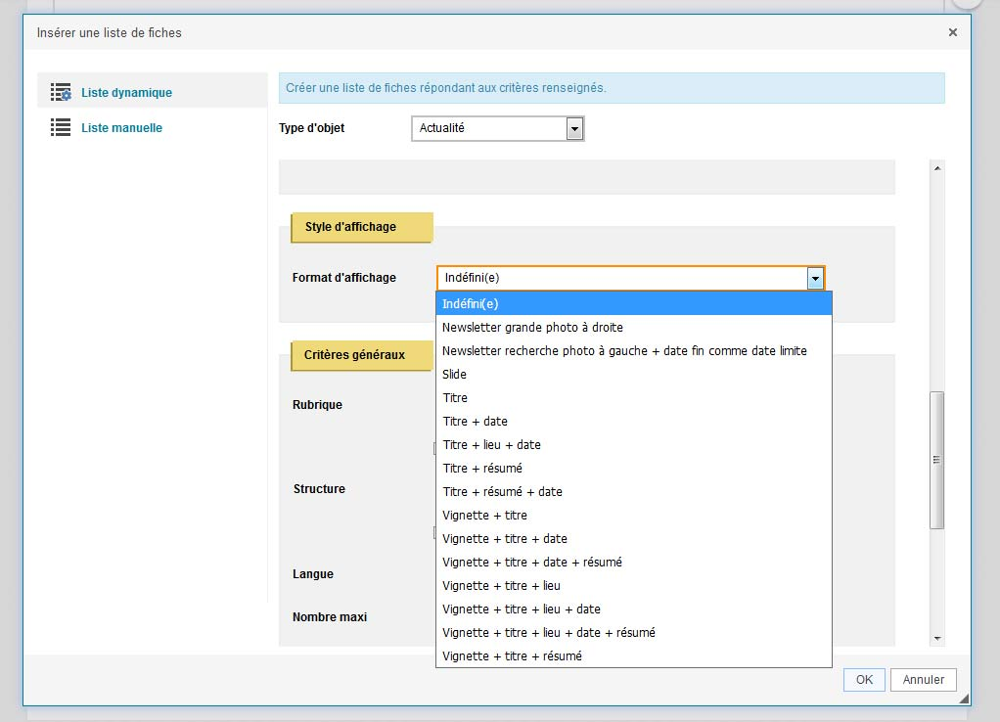 Insérer une liste de fiches
Liste dynamique
Liste manuelle
Créer une liste de fiches répondant aux critères renseignés.
Type d'objet
Actualité
Style d'affichage
Format d'affichage
Indéfini(e)
Indéfini(e)
Newsletter grande photo à droite
Newsletter recherche photo à gauche + date fin comme date limite
Slide
Titre
Titre + date
Titre + lieu + date
Titre + résumé
Titre + résumé + date
Vignette + titre
Vignette + titre + date
Vignette + titre + date + résumé
Vignette + titre + lieu
Vignette + titre + lieu + date
Vignette + titre + lieu + date + résumé
Vignette + titre + résumé
Critères généraux
Rubrique
Structure
Langue
Nombre maxi
OK
Annuler